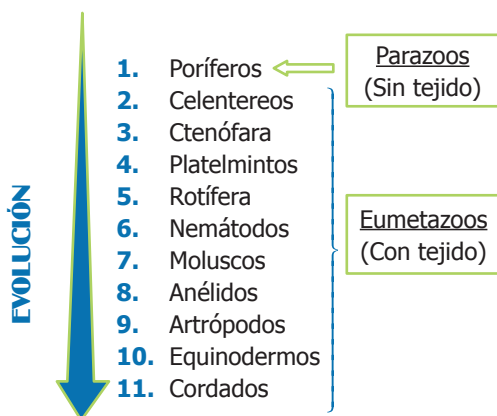 EVOLUCIÓN
1. Poríferos
2. Celentereos
3. Ctenófara
4. Platelmintos
5. Rotífera
6. Nemátodos
7. Moluscos
8. Anélidos
9. Artrópodos
10. Equinodermos
11. Cordados
Parazoos
(Sin tejido)
Eumetazoos
(Con tejido)